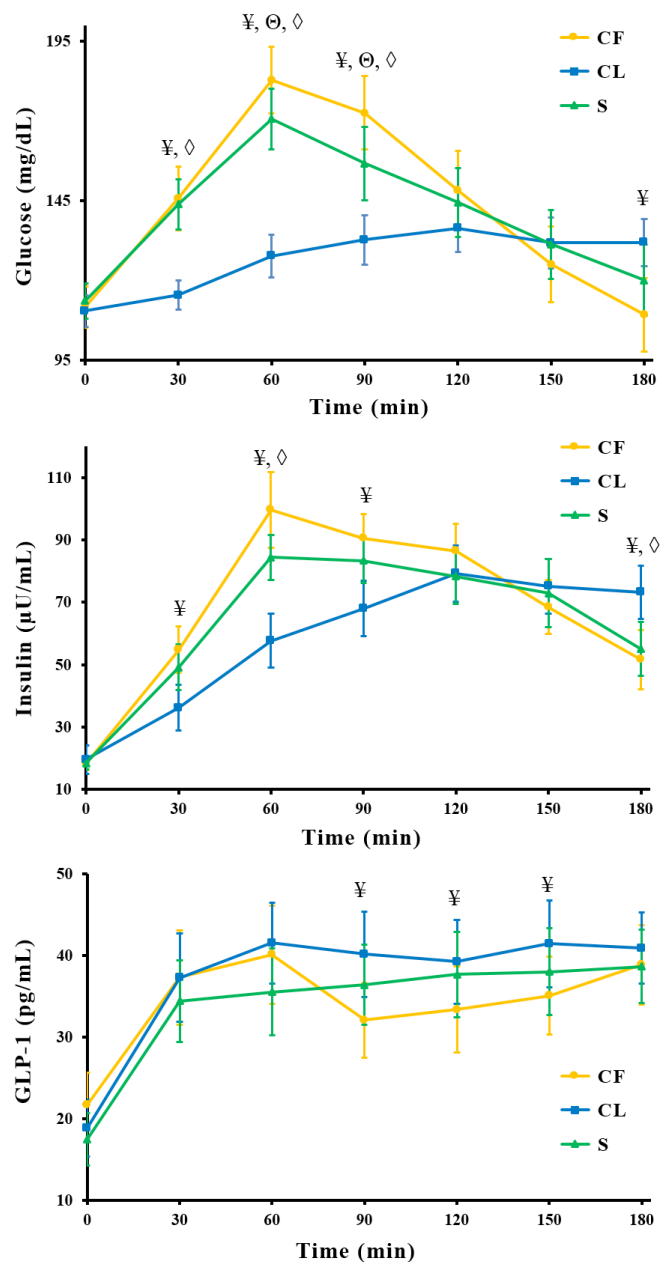 ¥, Θ, ◊
195
CF
¥, Θ, ◊
CL
S
¥, ◊
145
¥
Glucose (mg/dL)
95
0 30 60 90 120 150 180
Time (min)
CF
¥, ◊
¥
110
CL
S
90
¥, ◊
¥
70
Insulin (µU/mL)
50
30
10
0 30 60 90 120 150 180
Time (min)
50
¥ ¥ ¥
40
GLP-1 (pg/mL)
30
CF
CL
20
S
10
0 30 60 90 120 150 180
Time (min)